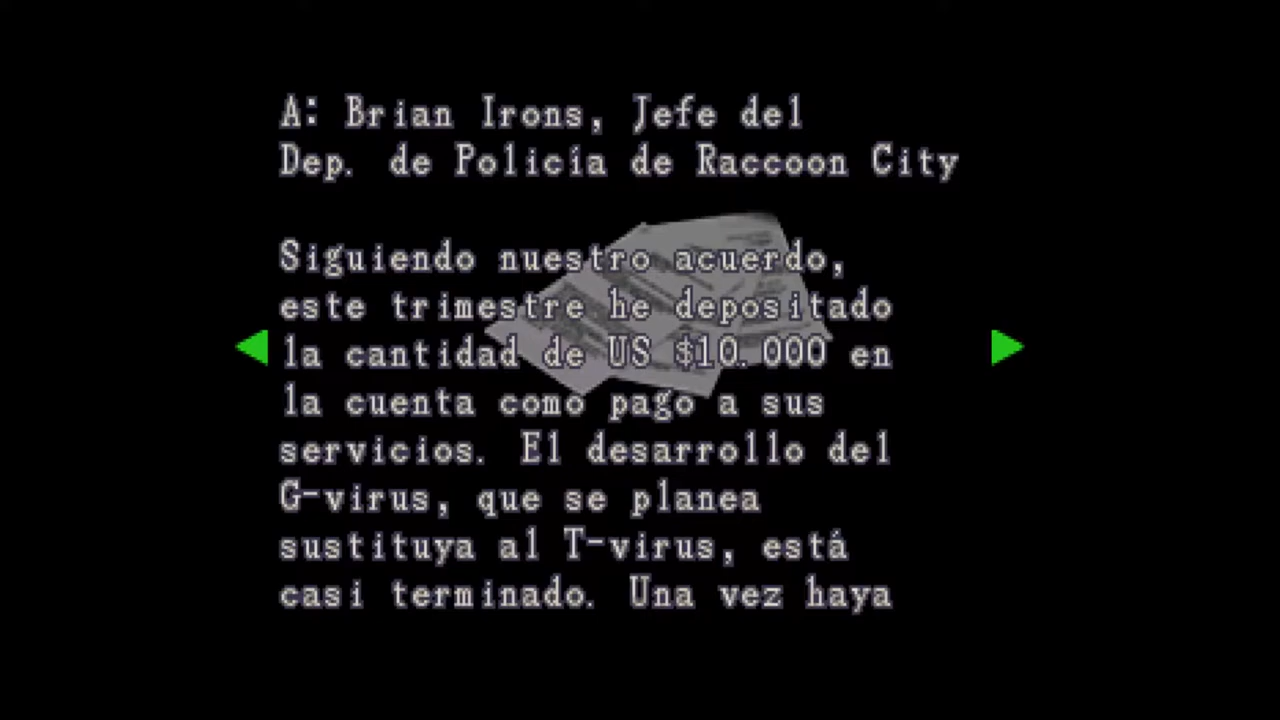 A: Brian Irons, Jefe del
Dep. de Policía de Raccoon City
Siguiendo nuestro acuerdo,
este trimestre he depositado
la cantidad de US $10.000 en
la cuenta como pago a sus
servicios. El desarrollo del
G-virus, que se planea
sustituya al T-virus, está
casi terminado. Una vez haya